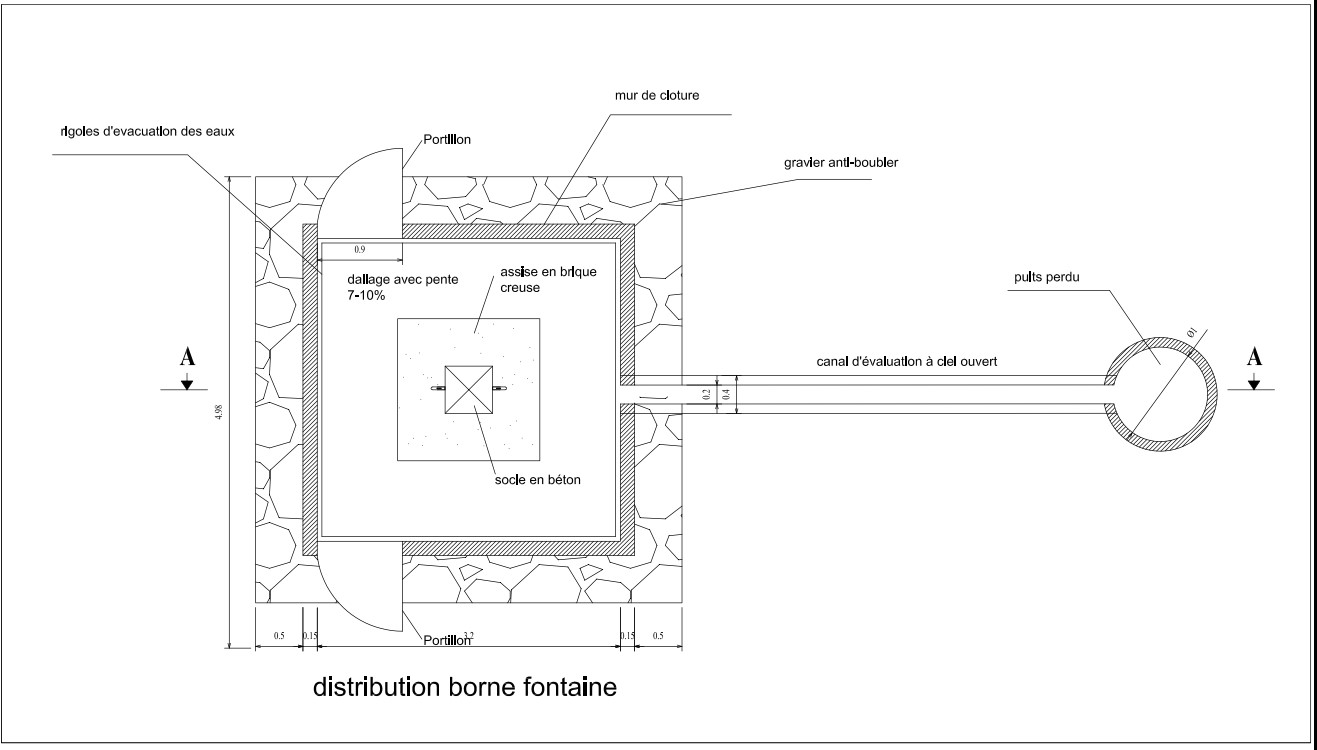 mur de cloture
rigoles d'evacuation des eaux
Portillon
gravier anti-boubler
0.9
dallage avec pente
7-10%
assise en brique
creuse
puits perdu
Ø1
A
canal d'évaluation à ciel ouvert
A
0.2
0.4
4.98
socle en béton
Portillon
0.5
0.15
3.2
0.15
0.5
distribution borne fontaine